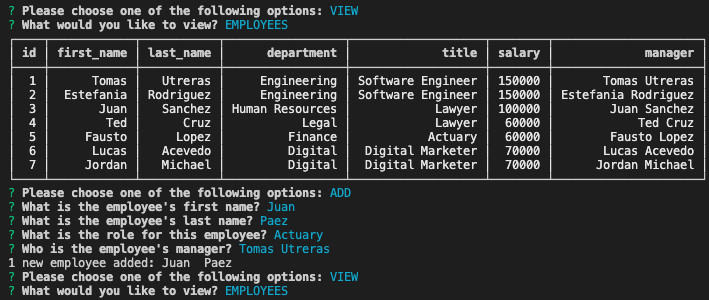 ? Please choose one of the following options: VIEW
? What would you like to view? EMPLOYEES
id first_name last_name department title salary manager
1 Tomas Utreras Engineering Software Engineer 150000 Tomas Utreras
2 Estefania Rodriguez Engineering Software Engineer 150000 Estefania Rodriguez
3 Juan Sanchez Human Resources Lawyer 100000 Juan Sanchez
4 Ted Cruz Legal Lawyer 60000 Ted Cruz
5 Fausto Lopez Finance Actuary 60000 Fausto Lopez
6 Lucas Acevedo Digital Digital Marketer 70000 Lucas Acevedo
7 Jordan Michael Digital Digital Marketer 70000 Jordan Michael
? Please choose one of the following options: ADD
? What is the employee's first name? Juan
? What is the employee's last name? Paez
? What is the role for this employee? Actuary
? Who is the employee's manager? Tomas Utreras
1 new employee added: Juan  Paez
? Please choose one of the following options: VIEW
? What would you like to view? EMPLOYEES